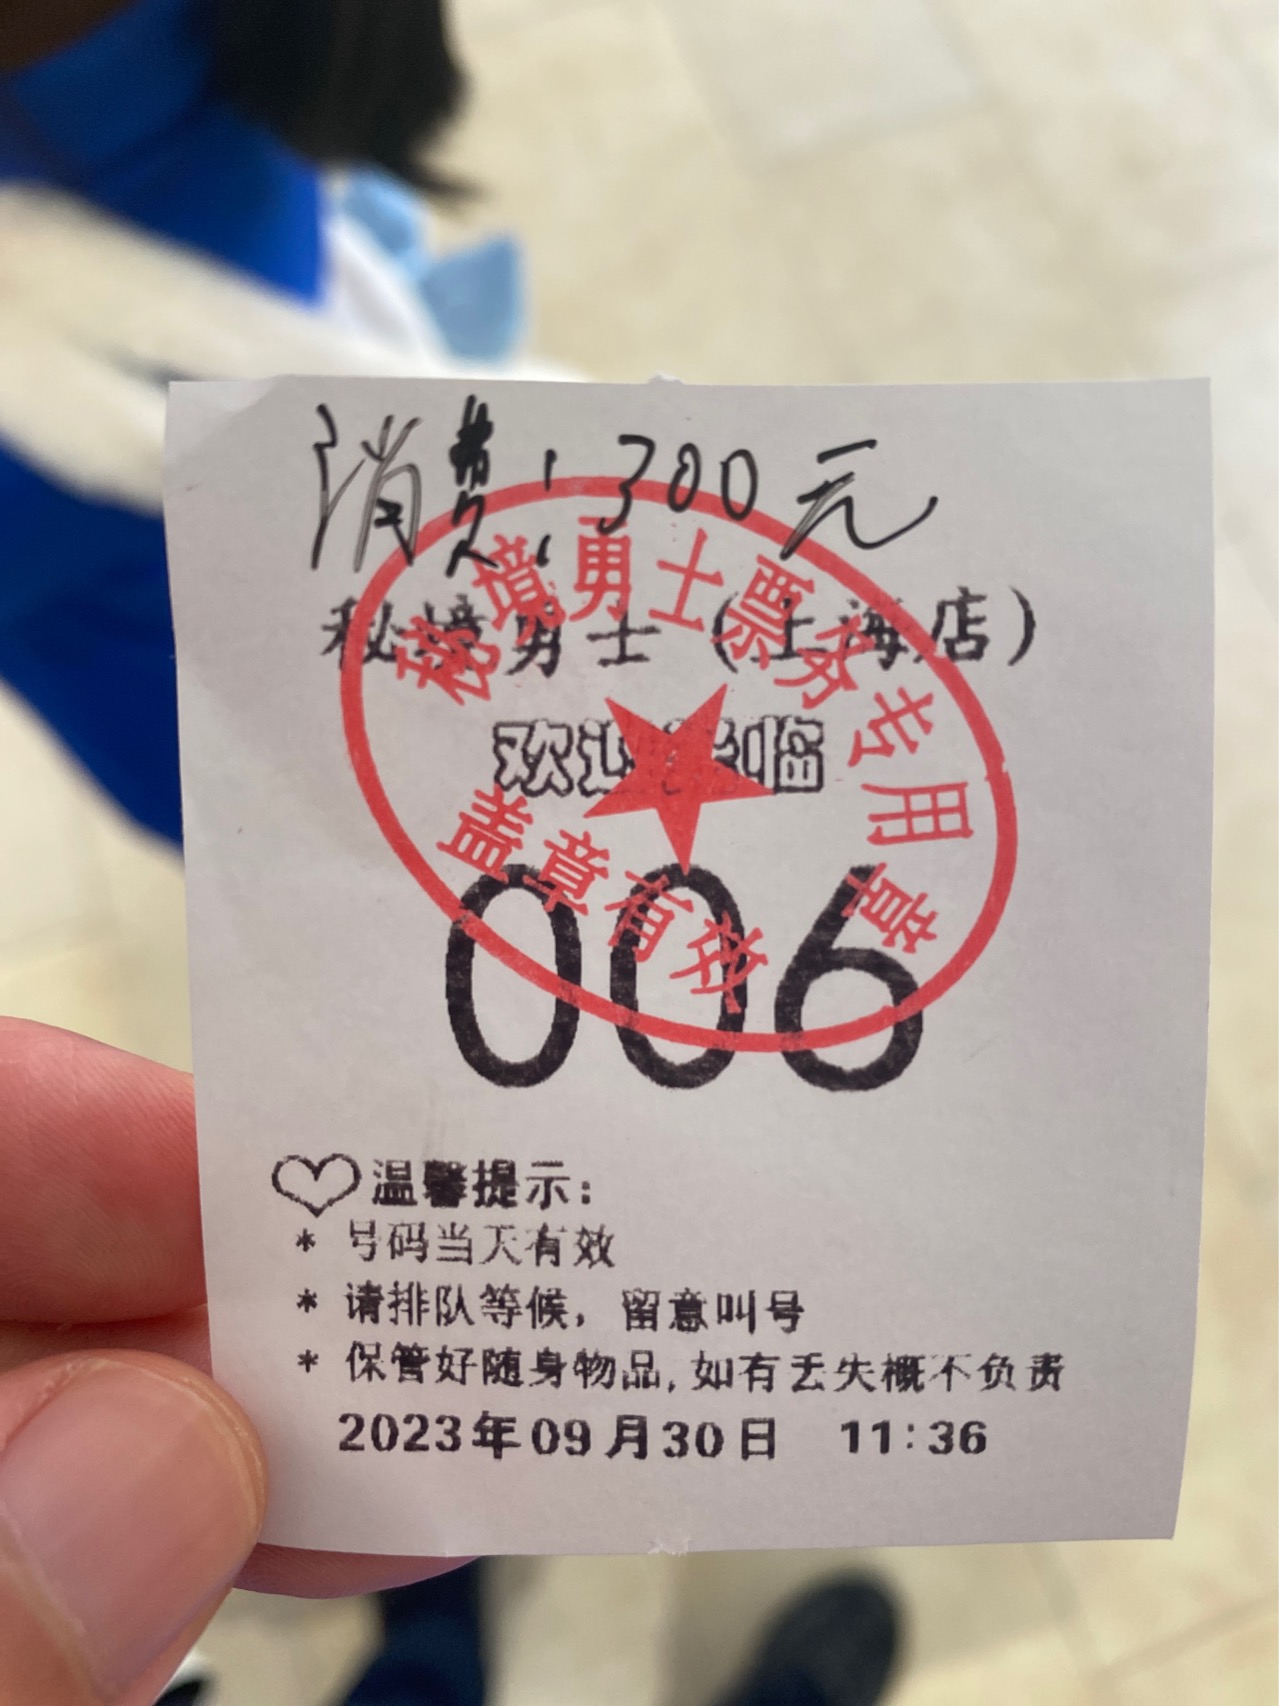 消费：300元
秘境勇士（上海店）
欢迎光临
秘境勇士票务专用章
盖章有效
006
♡温馨提示：
* 号码当天有效
* 请排队等候，留意叫号
* 保管好随身物品,如有丢失概不负责
2023年09月30日 11:36